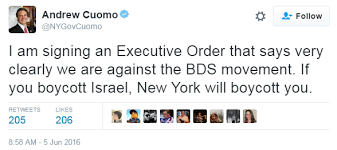 Andrew Cuomo
@NYGovCuomo
Follow
I am signing an Executive Order that says very
clearly we are against the BDS movement. If
you boycott Israel, New York will boycott you.
RETWEETS LIKES
205 206
8:58 AM - 5 Jun 2016